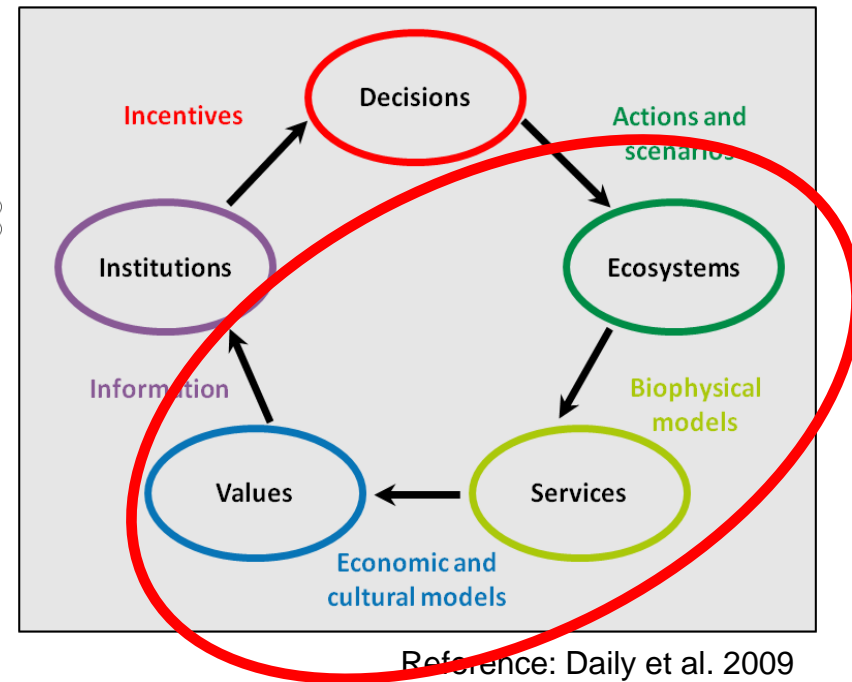 Decisions
Incentives
Actions and
scenarios
Institutions
Ecosystems
Information
Biophysical
models
Values
Services
Economic and
cultural models
Reference: Daily et al. 2009